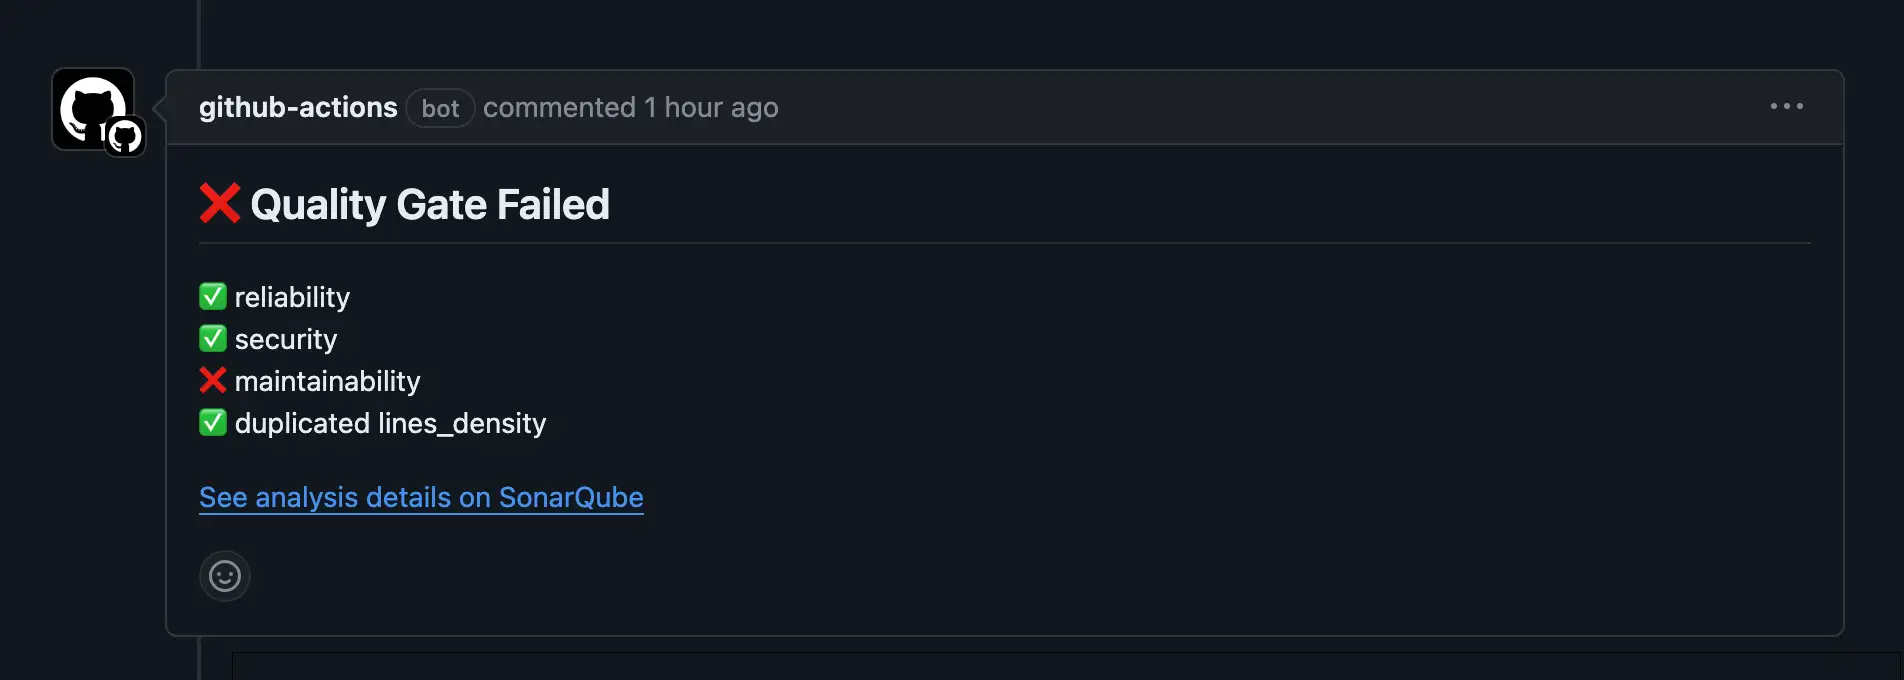 github-actions bot commented 1 hour ago
❌ Quality Gate Failed
✅ reliability
✅ security
❌ maintainability
✅ duplicated lines_density
See analysis details on SonarQube